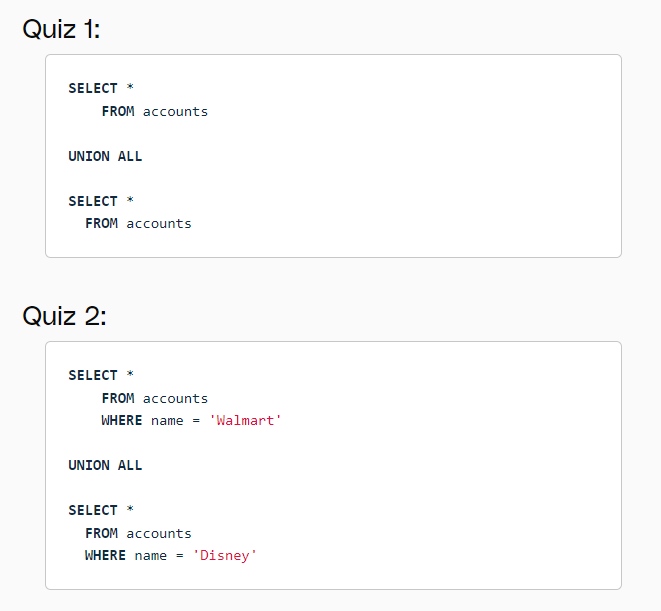 Quiz 1:
SELECT *
FROM accounts
UNION ALL
SELECT *
FROM accounts
Quiz 2:
SELECT *
FROM accounts
WHERE name = 'Walmart'
UNION ALL
SELECT *
FROM accounts
WHERE name = 'Disney'